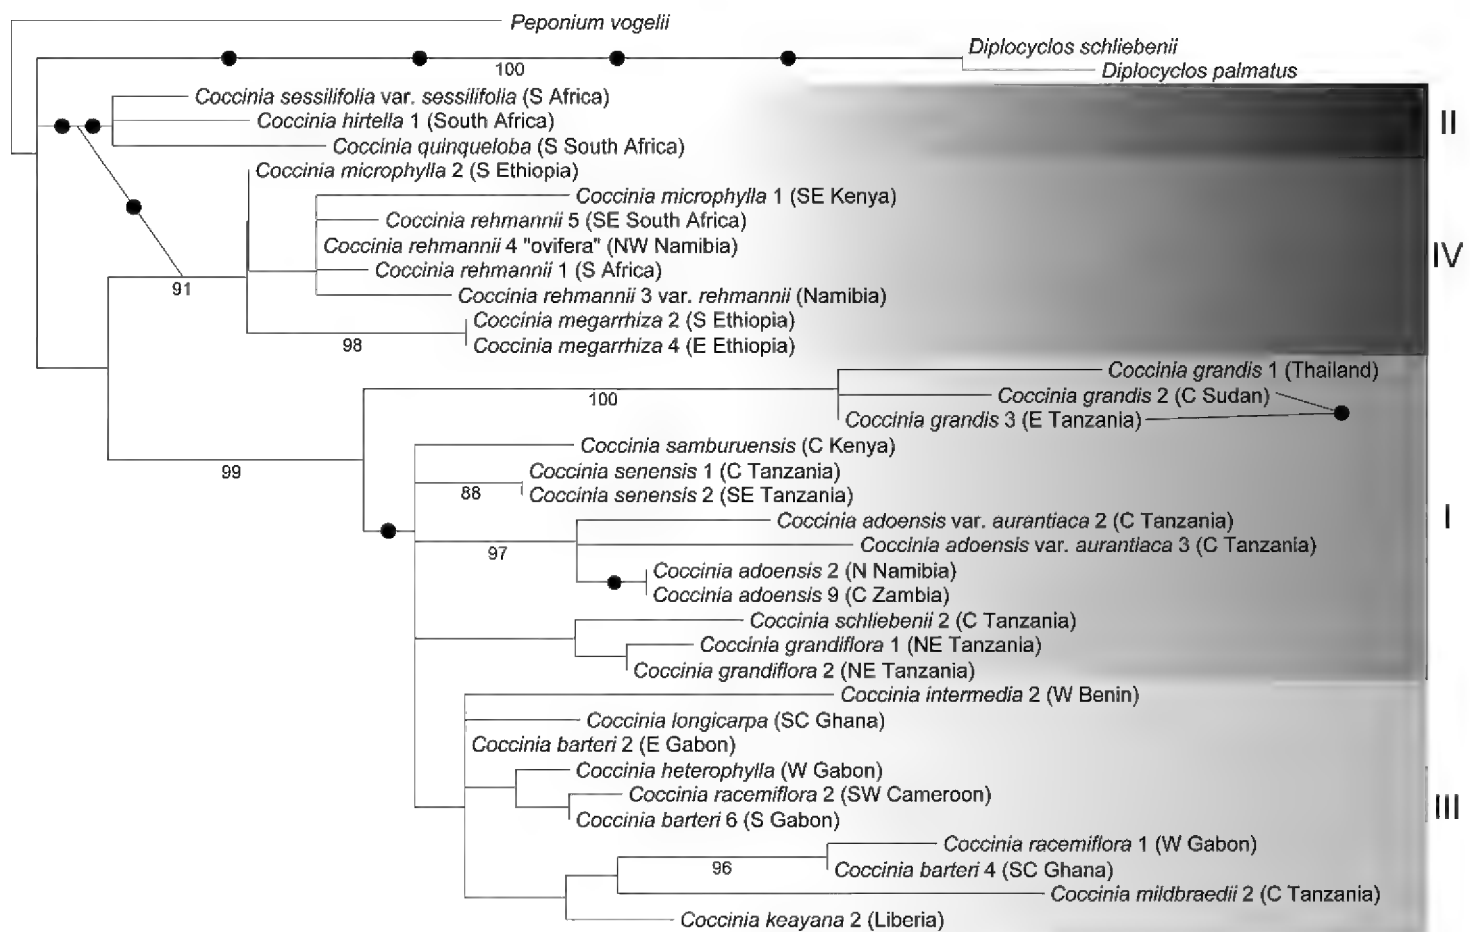 Peponium vogelii
Diplocyclos schliebenii
100
Diplocyclos palmatus
Coccinia sessilifolia var. sessilifolia (S Africa)
Coccinia hirtella 1 (South Africa)
II
Coccinia quinqueloba (S South Africa)
Coccinia microphylla 2 (S Ethiopia)
Coccinia microphylla 1 (SE Kenya)
Coccinia rehmannii 5 (SE South Africa)
Coccinia rehmannii 4 "ovifera" (NW Namibia)
IV
Coccinia rehmannii 1 (S Africa)
91
Coccinia rehmannii 3 var. rehmannii (Namibia)
Coccinia megarrhiza 2 (S Ethiopia)
98
Coccinia megarrhiza 4 (E Ethiopia)
Coccinia grandis 1 (Thailand)
100
Coccinia grandis 2 (C Sudan)
Coccinia grandis 3 (E Tanzania)
Coccinia samburuensis (C Kenya)
99
Coccinia senensis 1 (C Tanzania)
88
Coccinia senensis 2 (SE Tanzania)
Coccinia adoensis var. aurantiaca 2 (C Tanzania)
I
97
Coccinia adoensis var. aurantiaca 3 (C Tanzania)
Coccinia adoensis 2 (N Namibia)
Coccinia adoensis 9 (C Zambia)
Coccinia schliebenii 2 (C Tanzania)
Coccinia grandiflora 1 (NE Tanzania)
Coccinia grandiflora 2 (NE Tanzania)
Coccinia intermedia 2 (W Benin)
Coccinia longicarpa (SC Ghana)
Coccinia barteri 2 (E Gabon)
Coccinia heterophylla (W Gabon)
Coccinia racemiflora 2 (SW Cameroon)
III
Coccinia barteri 6 (S Gabon)
Coccinia racemiflora 1 (W Gabon)
96
Coccinia barteri 4 (SC Ghana)
Coccinia mildbraedii 2 (C Tanzania)
Coccinia keayana 2 (Liberia)